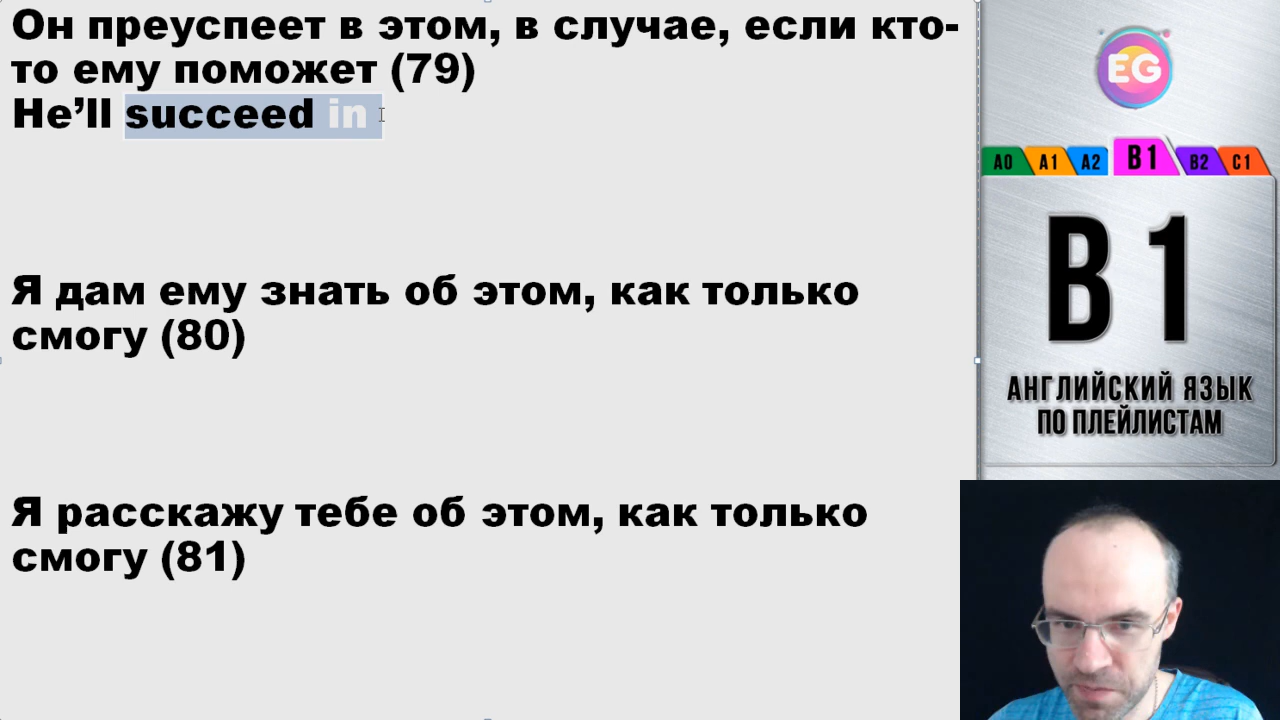 Он преуспеет в этом, в случае, если кто-
то ему поможет (79)
He’ll succeed in
Я дам ему знать об этом, как только
смогу (80)
Я расскажу тебе об этом, как только
смогу (81)
EG
A0 A1 A2 B1 B2 C1
B1
АНГЛИЙСКИЙ ЯЗЫК
ПО ПЛЕЙЛИСТАМ